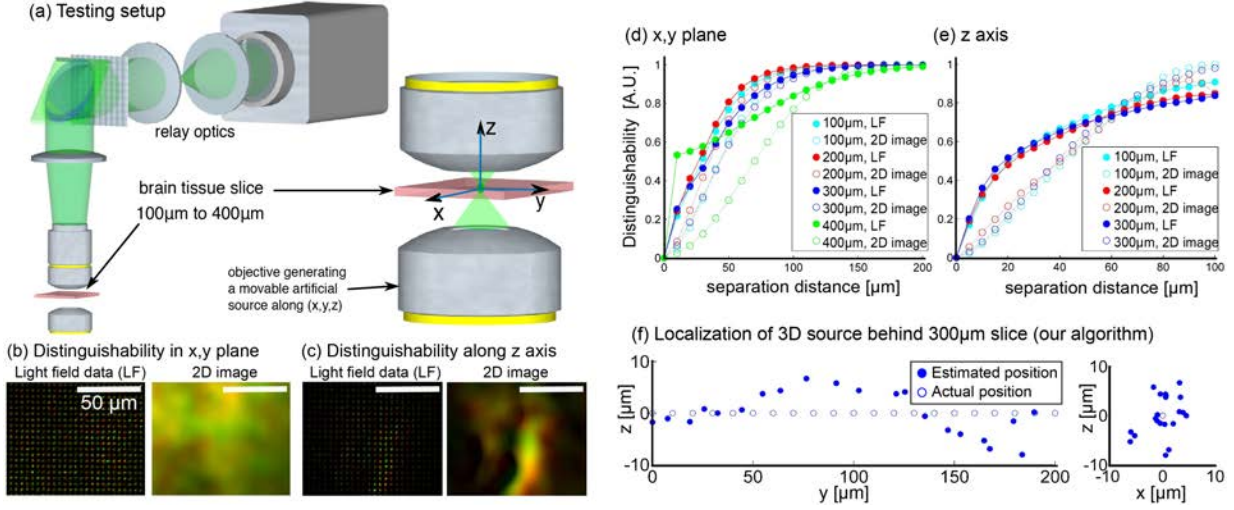 (a) Testing setup
relay optics
brain tissue slice
100µm to 400µm
z
x
y
objective generating
a movable artificial
source along (x,y,z)
(b) Distinguishability in x,y plane
Light field data (LF)
2D image
50 µm
(c) Distinguishability along z axis
Light field data (LF)
2D image
(d) x,y plane
Distinguishability [A.U.]
1
0.8
0.6
0.4
0.2
0
0
50
100
150
200
separation distance [µm]
100µm, LF
100µm, 2D image
200µm, LF
200µm, 2D image
300µm, LF
300µm, 2D image
400µm, LF
400µm, 2D image
(e) z axis
1
0.8
0.6
0.4
0.2
0
0
20
40
60
80
100
separation distance [µm]
100µm, LF
100µm, 2D image
200µm, LF
200µm, 2D image
300µm, LF
300µm, 2D image
(f) Localization of 3D source behind 300µm slice (our algorithm)
Estimated position
Actual position
z [µm]
10
0
-10
0
50
100
150
200
y [µm]
z [µm]
10
0
-10
-10
0
10
x [µm]